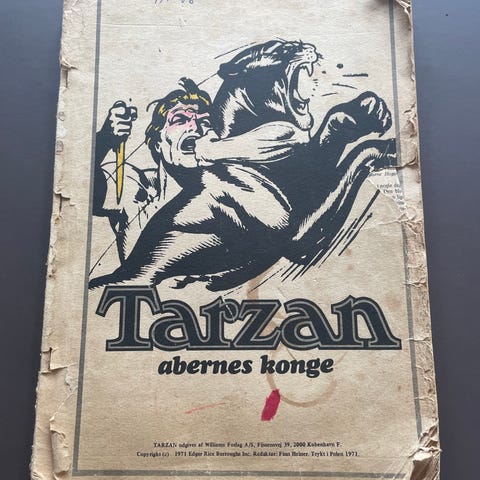 Tarzan
abernes konge
TARZAN udgives af Williams Forlag A/S, Finsensvej 39, 2000 København F.
Copyright (c) 1971 Edgar Rice Burroughs Inc. Redaktør: Finn Heiner. Trykt i Polen 1971.